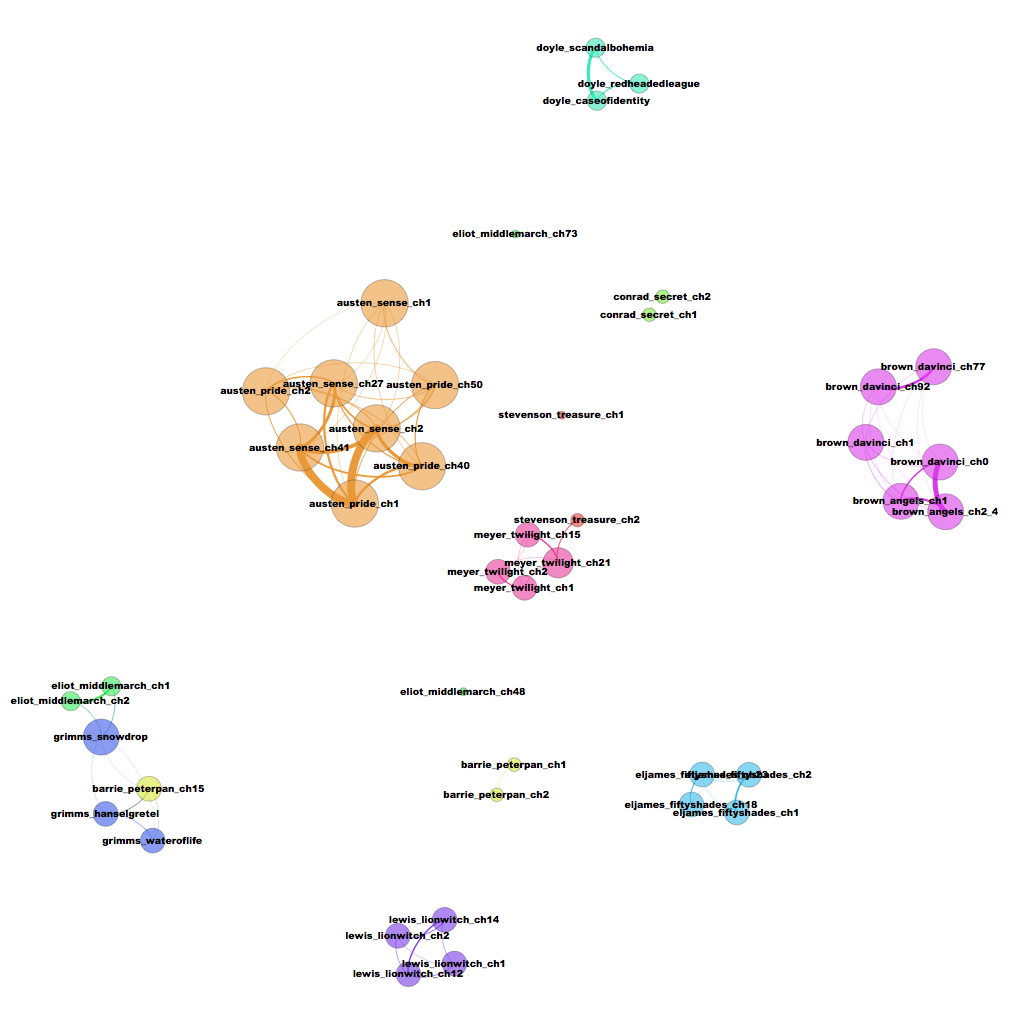 doyle_scandalbohemia
doyle_redheadedleague
doyle_caseofidentity
eliot_middlemarch_ch73
conrad_secret_ch2
austen_sense_ch1
conrad_secret_ch1
brown_davinci_ch77
austen_sense_ch27
austen_pride_ch50
brown_davinci_ch92
austen_pride_ch2
stevenson_treasure_ch1
austen_sense_ch2
brown_davinci_ch1
austen_sense_ch41
brown_davinci_ch0
austen_pride_ch40
brown_angels_ch1
austen_pride_ch1
brown_angels_ch2_4
stevenson_treasure_ch2
meyer_twilight_ch15
meyer_twilight_ch21
meyer_twilight_ch2
meyer_twilight_ch1
eliot_middlemarch_ch1
eliot_middlemarch_ch48
eliot_middlemarch_ch2
grimms_snowdrop
barrie_peterpan_ch1
eljames_fiftyshades_ch23
eljames_fiftyshades_ch2
barrie_peterpan_ch15
barrie_peterpan_ch2
eljames_fiftyshades_ch18
grimms_hanselgretel
eljames_fiftyshades_ch1
grimms_wateroflife
lewis_lionwitch_ch14
lewis_lionwitch_ch2
lewis_lionwitch_ch1
lewis_lionwitch_ch12